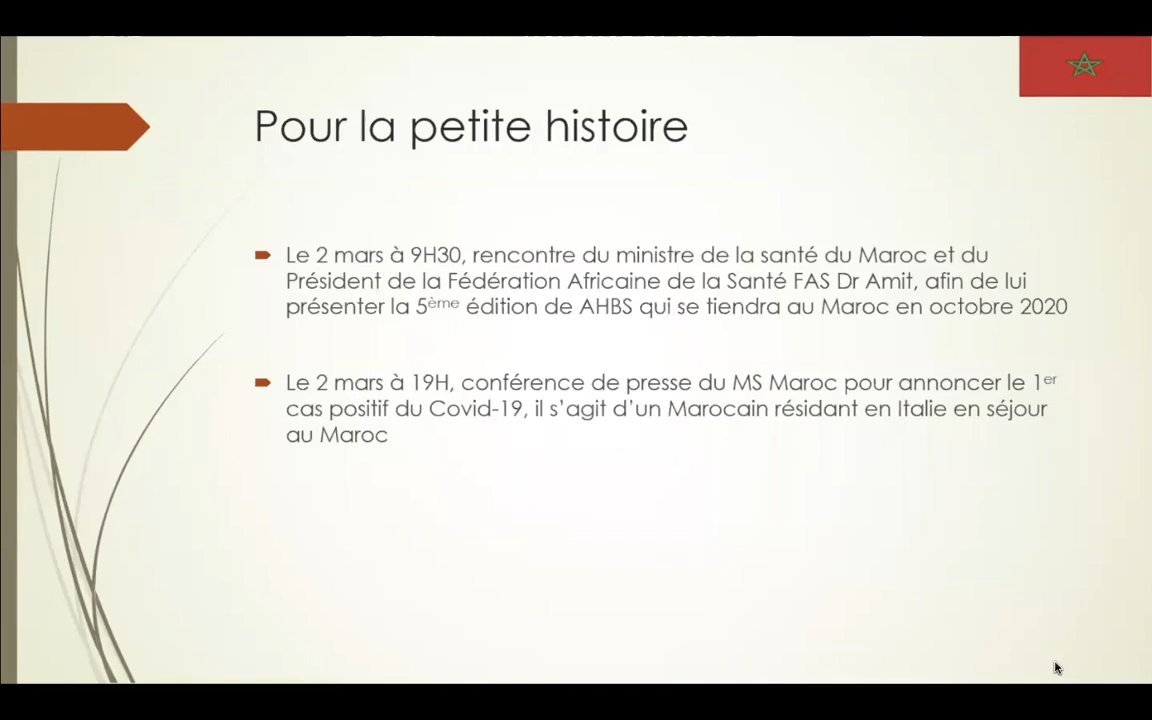 Pour la petite histoire
Le 2 mars à 9H30, rencontre du ministre de la santé du Maroc et du
Président de la Fédération Africaine de la Santé FAS Dr Amit, afin de lui
présenter la 5ème édition de AHBS qui se tiendra au Maroc en octobre 2020
Le 2 mars à 19H, conférence de presse du MS Maroc pour annoncer le 1er
cas positif du Covid-19, il s’agit d’un Marocain résidant en Italie en séjour
au Maroc